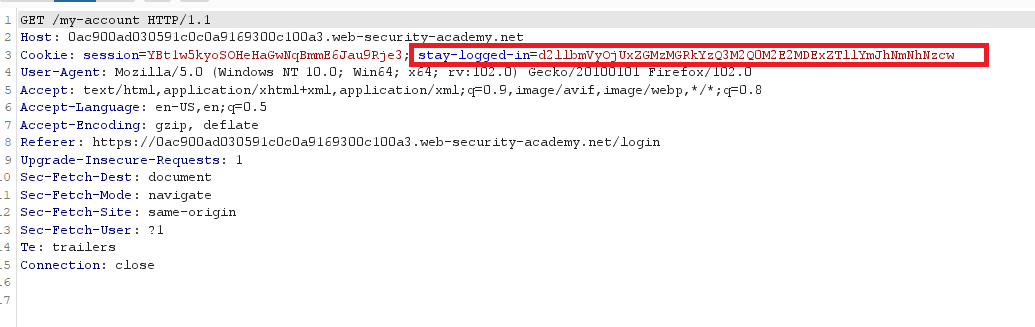 1 GET /my-account HTTP/1.1
2 Host: 0ac900ad030591c0c0a9169300c100a3.web-security-academy.net
3 Cookie: session=YBt1w5kyoSOHeHaGwNqBmmE6Jau9Rje3; stay-logged-in=d2llbmVyOjUxZGMzMGRkYzQ3M2Q0M2E2MDExZTllYmJhNmNhNzcw
4 User-Agent: Mozilla/5.0 (Windows NT 10.0; Win64; x64; rv:102.0) Gecko/20100101 Firefox/102.0
5 Accept: text/html,application/xhtml+xml,application/xml;q=0.9,image/avif,image/webp,*/*;q=0.8
6 Accept-Language: en-US,en;q=0.5
7 Accept-Encoding: gzip, deflate
8 Referer: https://0ac900ad030591c0c0a9169300c100a3.web-security-academy.net/login
9 Upgrade-Insecure-Requests: 1
10 Sec-Fetch-Dest: document
11 Sec-Fetch-Mode: navigate
12 Sec-Fetch-Site: same-origin
13 Sec-Fetch-User: ?1
14 Te: trailers
15 Connection: close
16
17